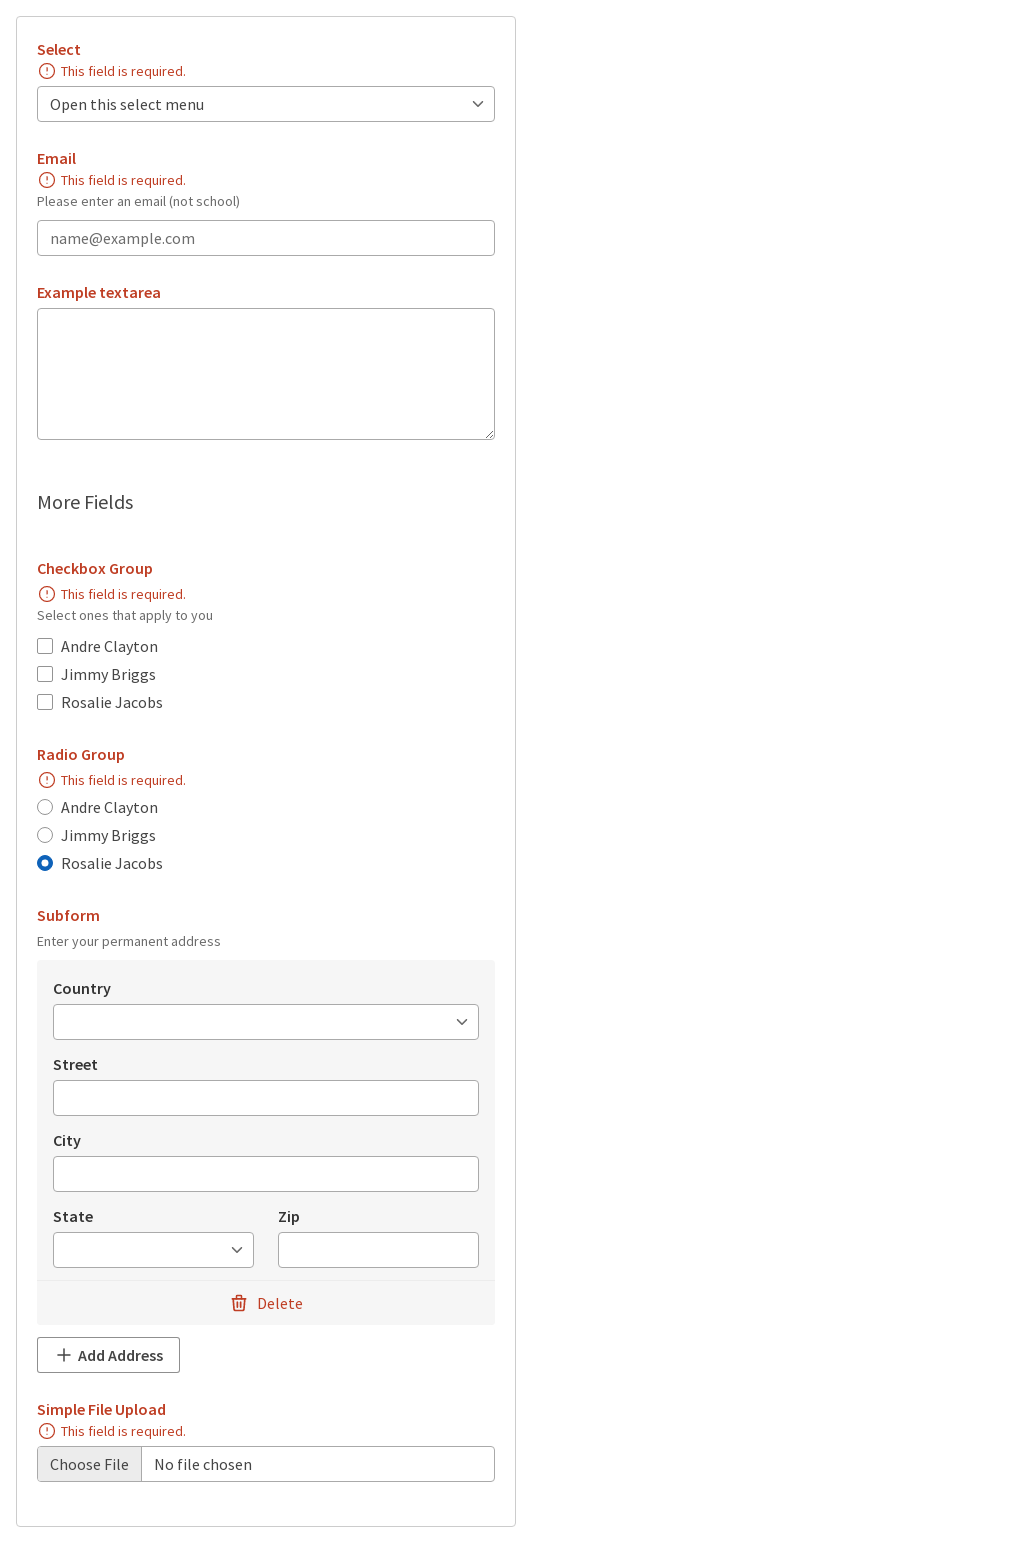 Select
This field is required.
Open this select menu
Email
This field is required.
Please enter an email (not school)
name@example.com
Example textarea
More Fields
Checkbox Group
This field is required.
Select ones that apply to you
Andre Clayton
Jimmy Briggs
Rosalie Jacobs
Radio Group
This field is required.
Andre Clayton
Jimmy Briggs
Rosalie Jacobs
Subform
Enter your permanent address
Country
Street
City
State Zip
Delete
Add Address
Simple File Upload
This field is required.
Choose File No file chosen